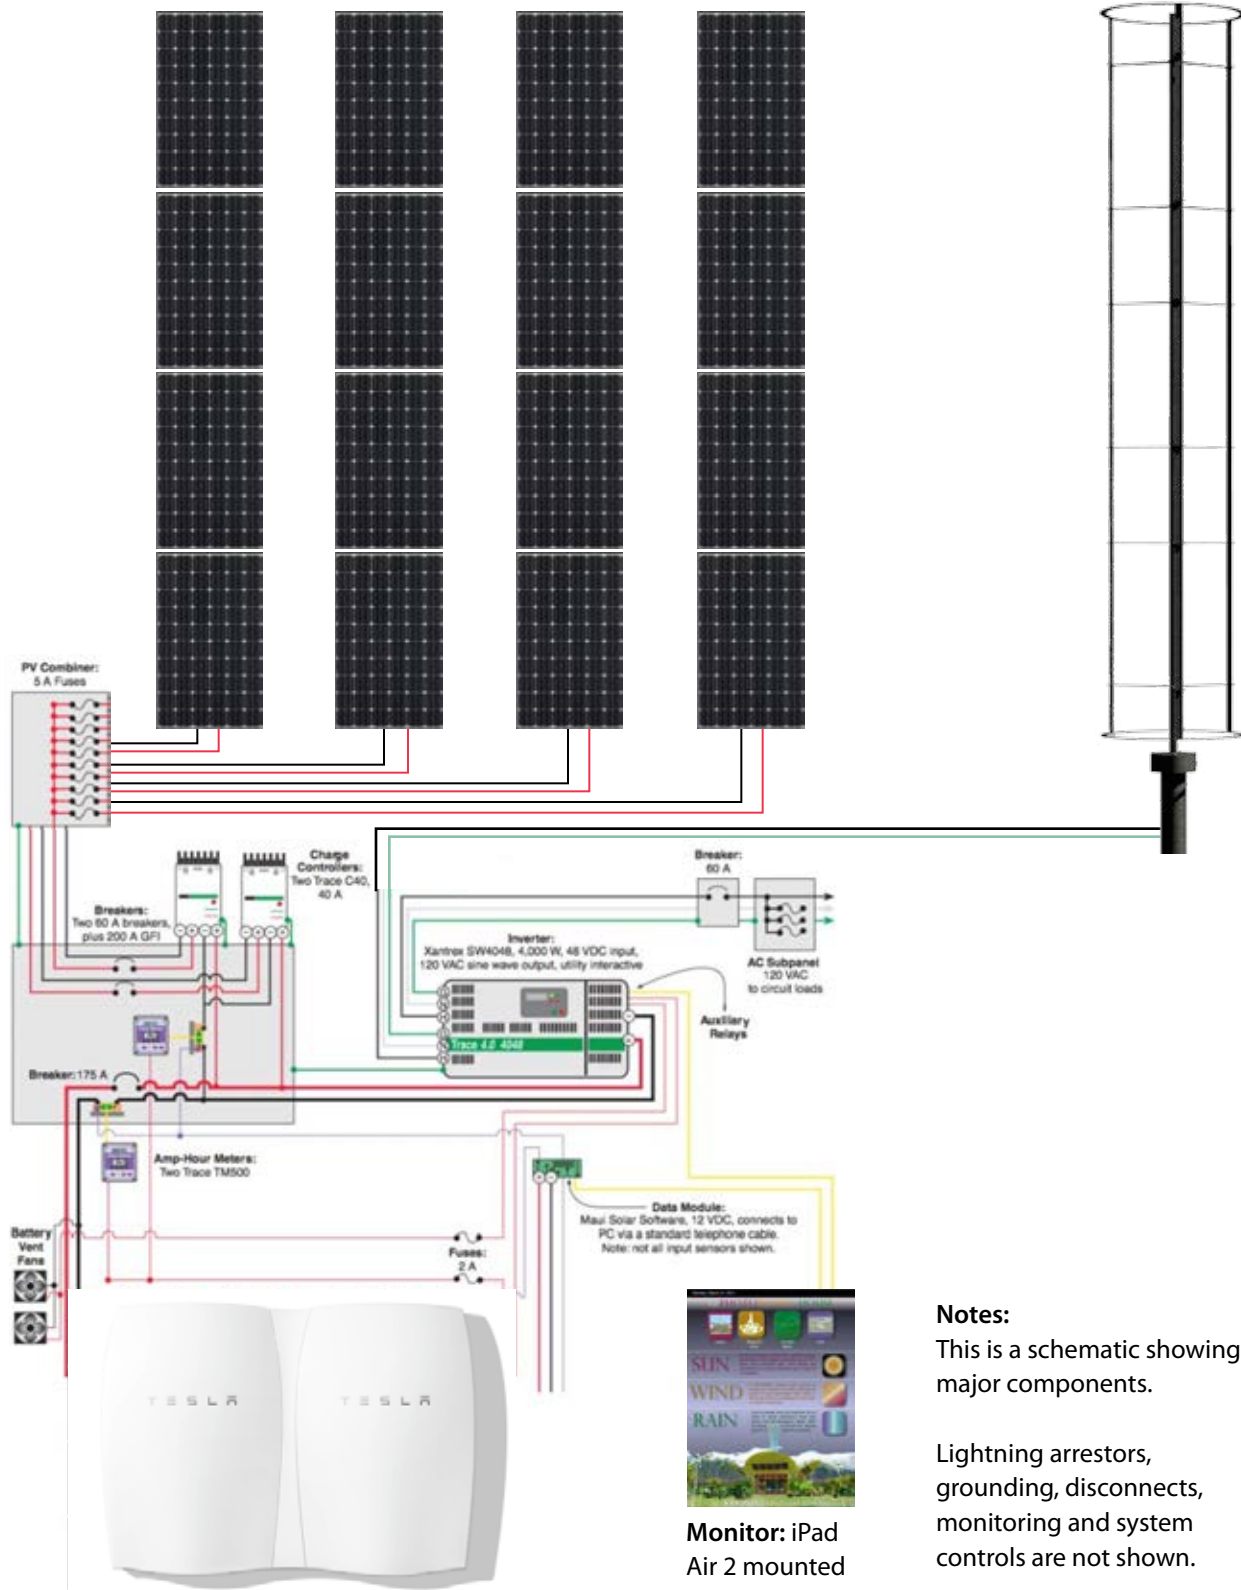 PV Combiner:
5 A Fuses
Charge
Controllers:
Two Trace C40,
40 A
Breakers:
Two 60 A breakers,
plus 200 A GFI
Breaker:
60 A
Inverter:
Xantrex SW4048, 4,000 W, 48 VDC input,
120 VAC sine wave output, utility interactive
AC Subpanel
120 VAC
to circuit loads
Auxiliary
Relays
Trace 4.0 4048
Breaker: 175 A
Amp-Hour Meters:
Two Trace TM500
Data Module:
Maui Solar Software, 12 VDC, connects to
PC via a standard telephone cable.
Note: not all input sensors shown.
Battery
Vent
Fans
Fuses:
2 A
TESLA
TESLA
SUN
WIND
RAIN
Monitor: iPad
Air 2 mounted
Notes:
This is a schematic showing
major components.
Lightning arrestors,
grounding, disconnects,
monitoring and system
controls are not shown.